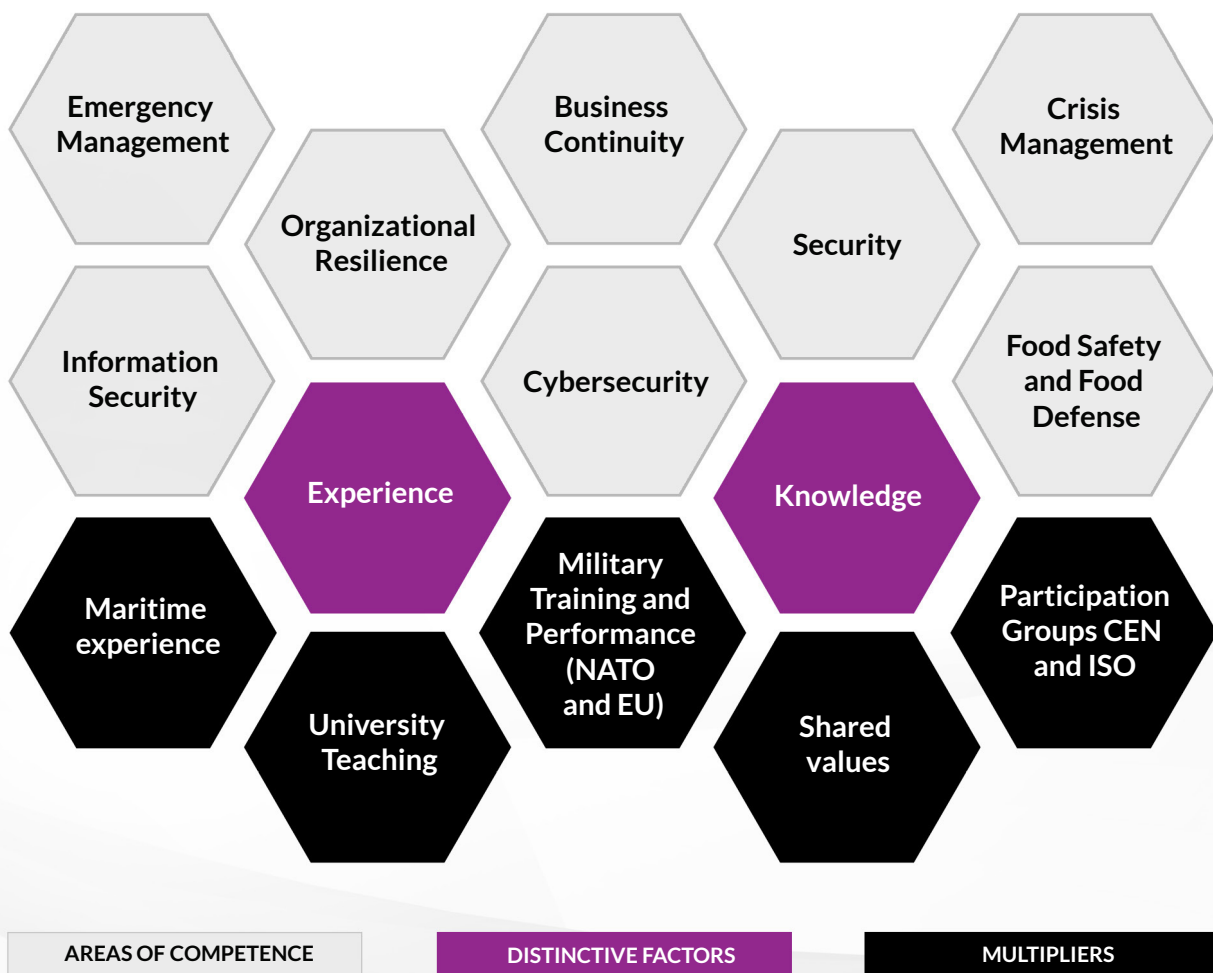 Emergency
Management
Business
Continuity
Crisis
Management
Organizational
Resilience
Security
Information
Security
Cybersecurity
Food Safety
and Food
Defense
Experience
Knowledge
Maritime
experience
Military
Training and
Performance
(NATO
and EU)
Participation
Groups CEN
and ISO
University
Teaching
Shared
values
AREAS OF COMPETENCE
DISTINCTIVE FACTORS
MULTIPLIERS